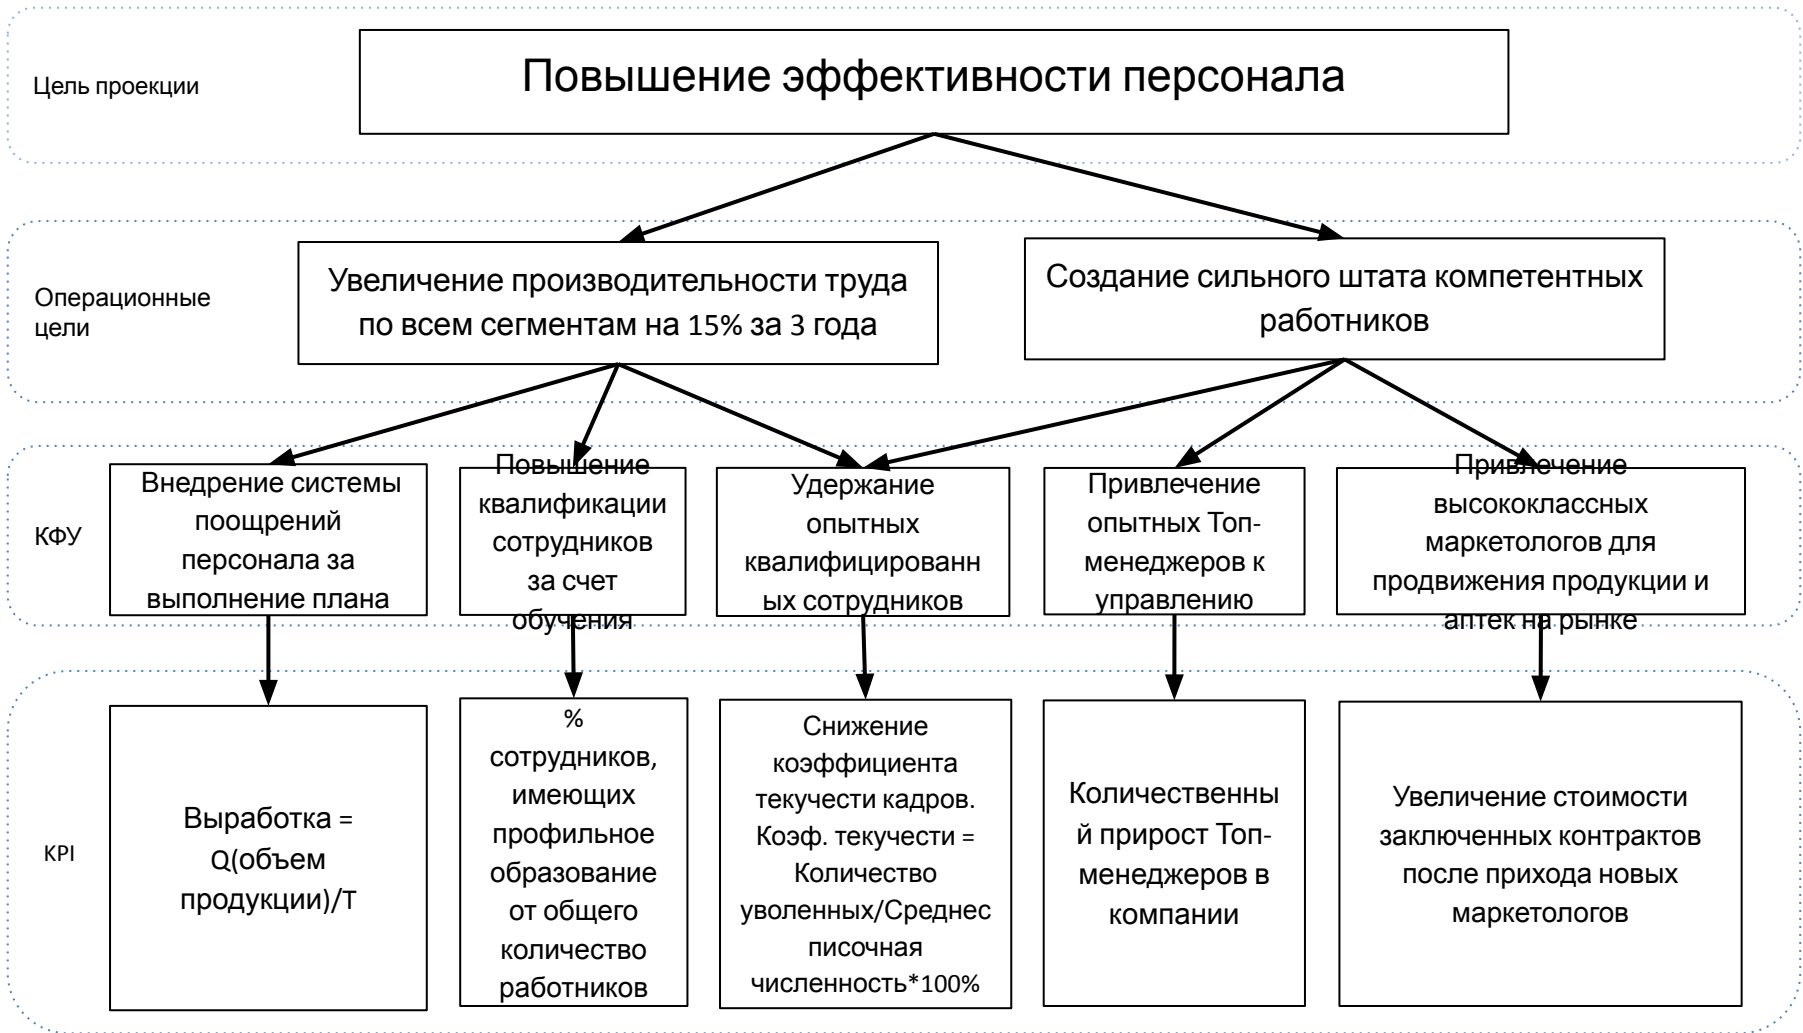 Цель проекции
Повышение эффективности персонала
Операционные
цели
Увеличение производительности труда
по всем сегментам на 15% за 3 года
Создание сильного штата компетентных
работников
КФУ
Внедрение системы
поощрений
персонала за
выполнение плана
Повышение
квалификации
сотрудников
за счет
обучения
Удержание
опытных
квалифицированн
ых сотрудников
Привлечение
опытных Топ-
менеджеров к
управлению
Привлечение
высококлассных
маркетологов для
продвижения продукции и
аптек на рынке
KPI
Выработка =
Q(объем
продукции)/T
%
сотрудников,
имеющих
профильное
образование
от общего
количество
работников
Снижение
коэффициента
текучести кадров.
Коэф. текучести =
Количество
уволенных/Среднес
писочная
численность*100%
Количественны
й прирост Топ-
менеджеров в
компании
Увеличение стоимости
заключенных контрактов
после прихода новых
маркетологов